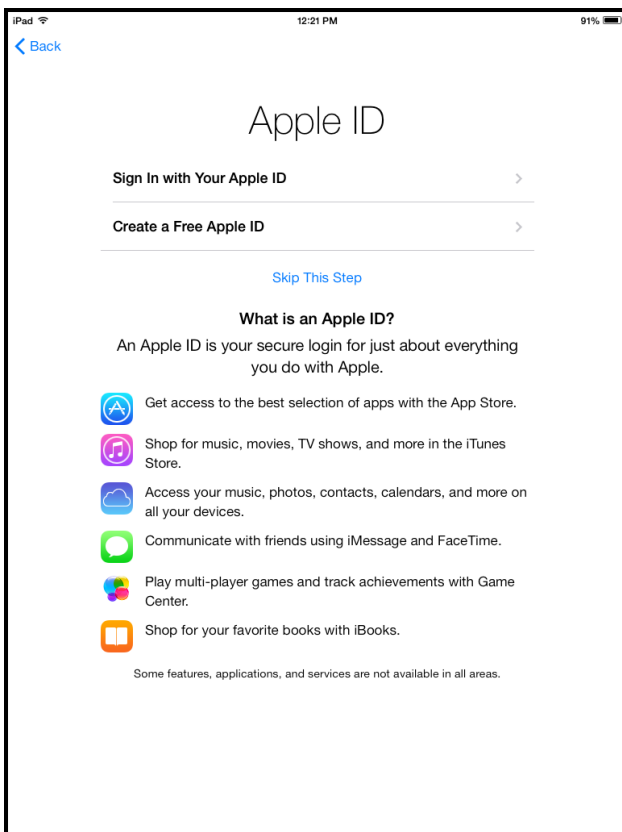 iPad 12:21 PM 91%
Back
Apple ID
Sign In with Your Apple ID
Create a Free Apple ID
Skip This Step
What is an Apple ID?
An Apple ID is your secure login for just about everything
you do with Apple.
Get access to the best selection of apps with the App Store.
Shop for music, movies, TV shows, and more in the iTunes
Store.
Access your music, photos, contacts, calendars, and more on
all your devices.
Communicate with friends using iMessage and FaceTime.
Play multi-player games and track achievements with Game
Center.
Shop for your favorite books with iBooks.
Some features, applications, and services are not available in all areas.